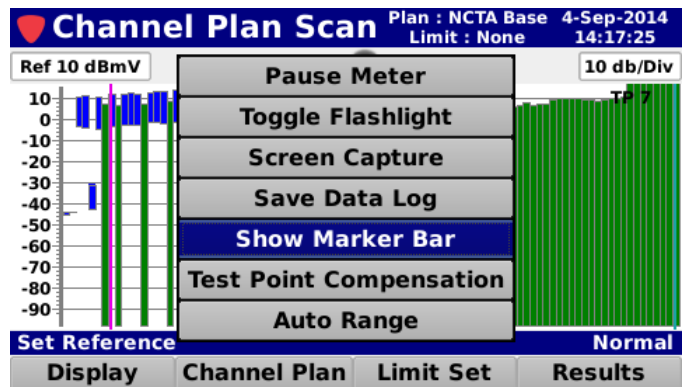 Channel Plan Scan
Plan : NCTA Base 4-Sep-2014
Limit : None 14:17:25
Ref 10 dBmV
10 db/Div
Pause Meter
Toggle Flashlight
Screen Capture
Save Data Log
Show Marker Bar
Test Point Compensation
Auto Range
TP 7
10
0
-10
-20
-30
-40
-50
-60
-70
-80
-90
Set Reference
Normal
Display Channel Plan Limit Set Results